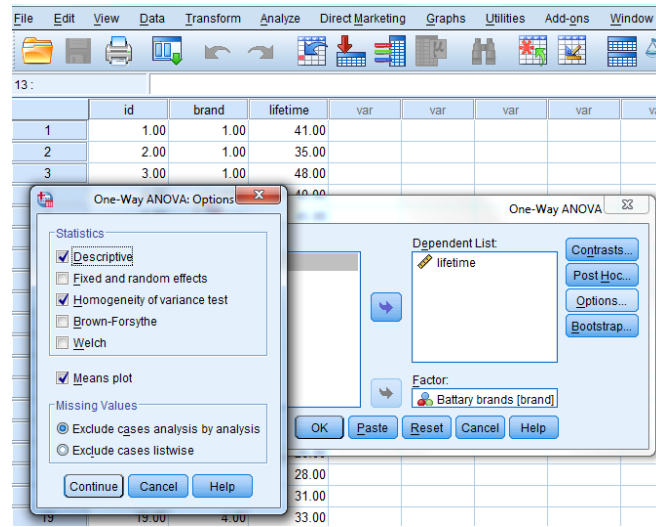 File Edit View Data Transform Analyze Direct Marketing Graphs Utilities Add-ons Window
13 :
id brand lifetime var var var var
1 1.00 1.00 41.00
2 2.00 1.00 35.00
3 3.00 1.00 48.00
One-Way ANOVA: Options
Statistics
Descriptive
Fixed and random effects
Homogeneity of variance test
Brown-Forsythe
Welch
Means plot
Missing Values
Exclude cases analysis by analysis
Exclude cases listwise
Continue Cancel Help
One-Way ANOVA
Dependent List:
lifetime
Contrasts...
Post Hoc...
Options...
Bootstrap...
Factor:
Battary brands [brand]
OK Paste Reset Cancel Help
28.00
31.00
19 19.00 4.00 33.00